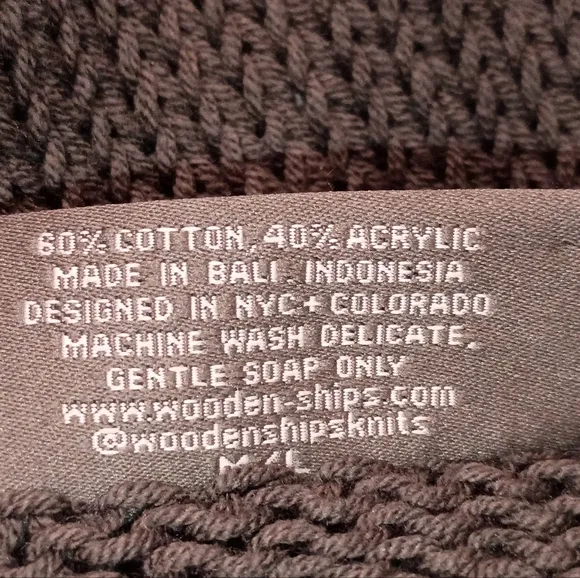 60% COTTON, 40% ACRYLIC
MADE IN BALI, INDONESIA
DESIGNED IN NYC+COLORADO
MACHINE WASH DELICATE,
GENTLE SOAP ONLY
www.wooden-ships.com
@woodenshipsknits
M/L